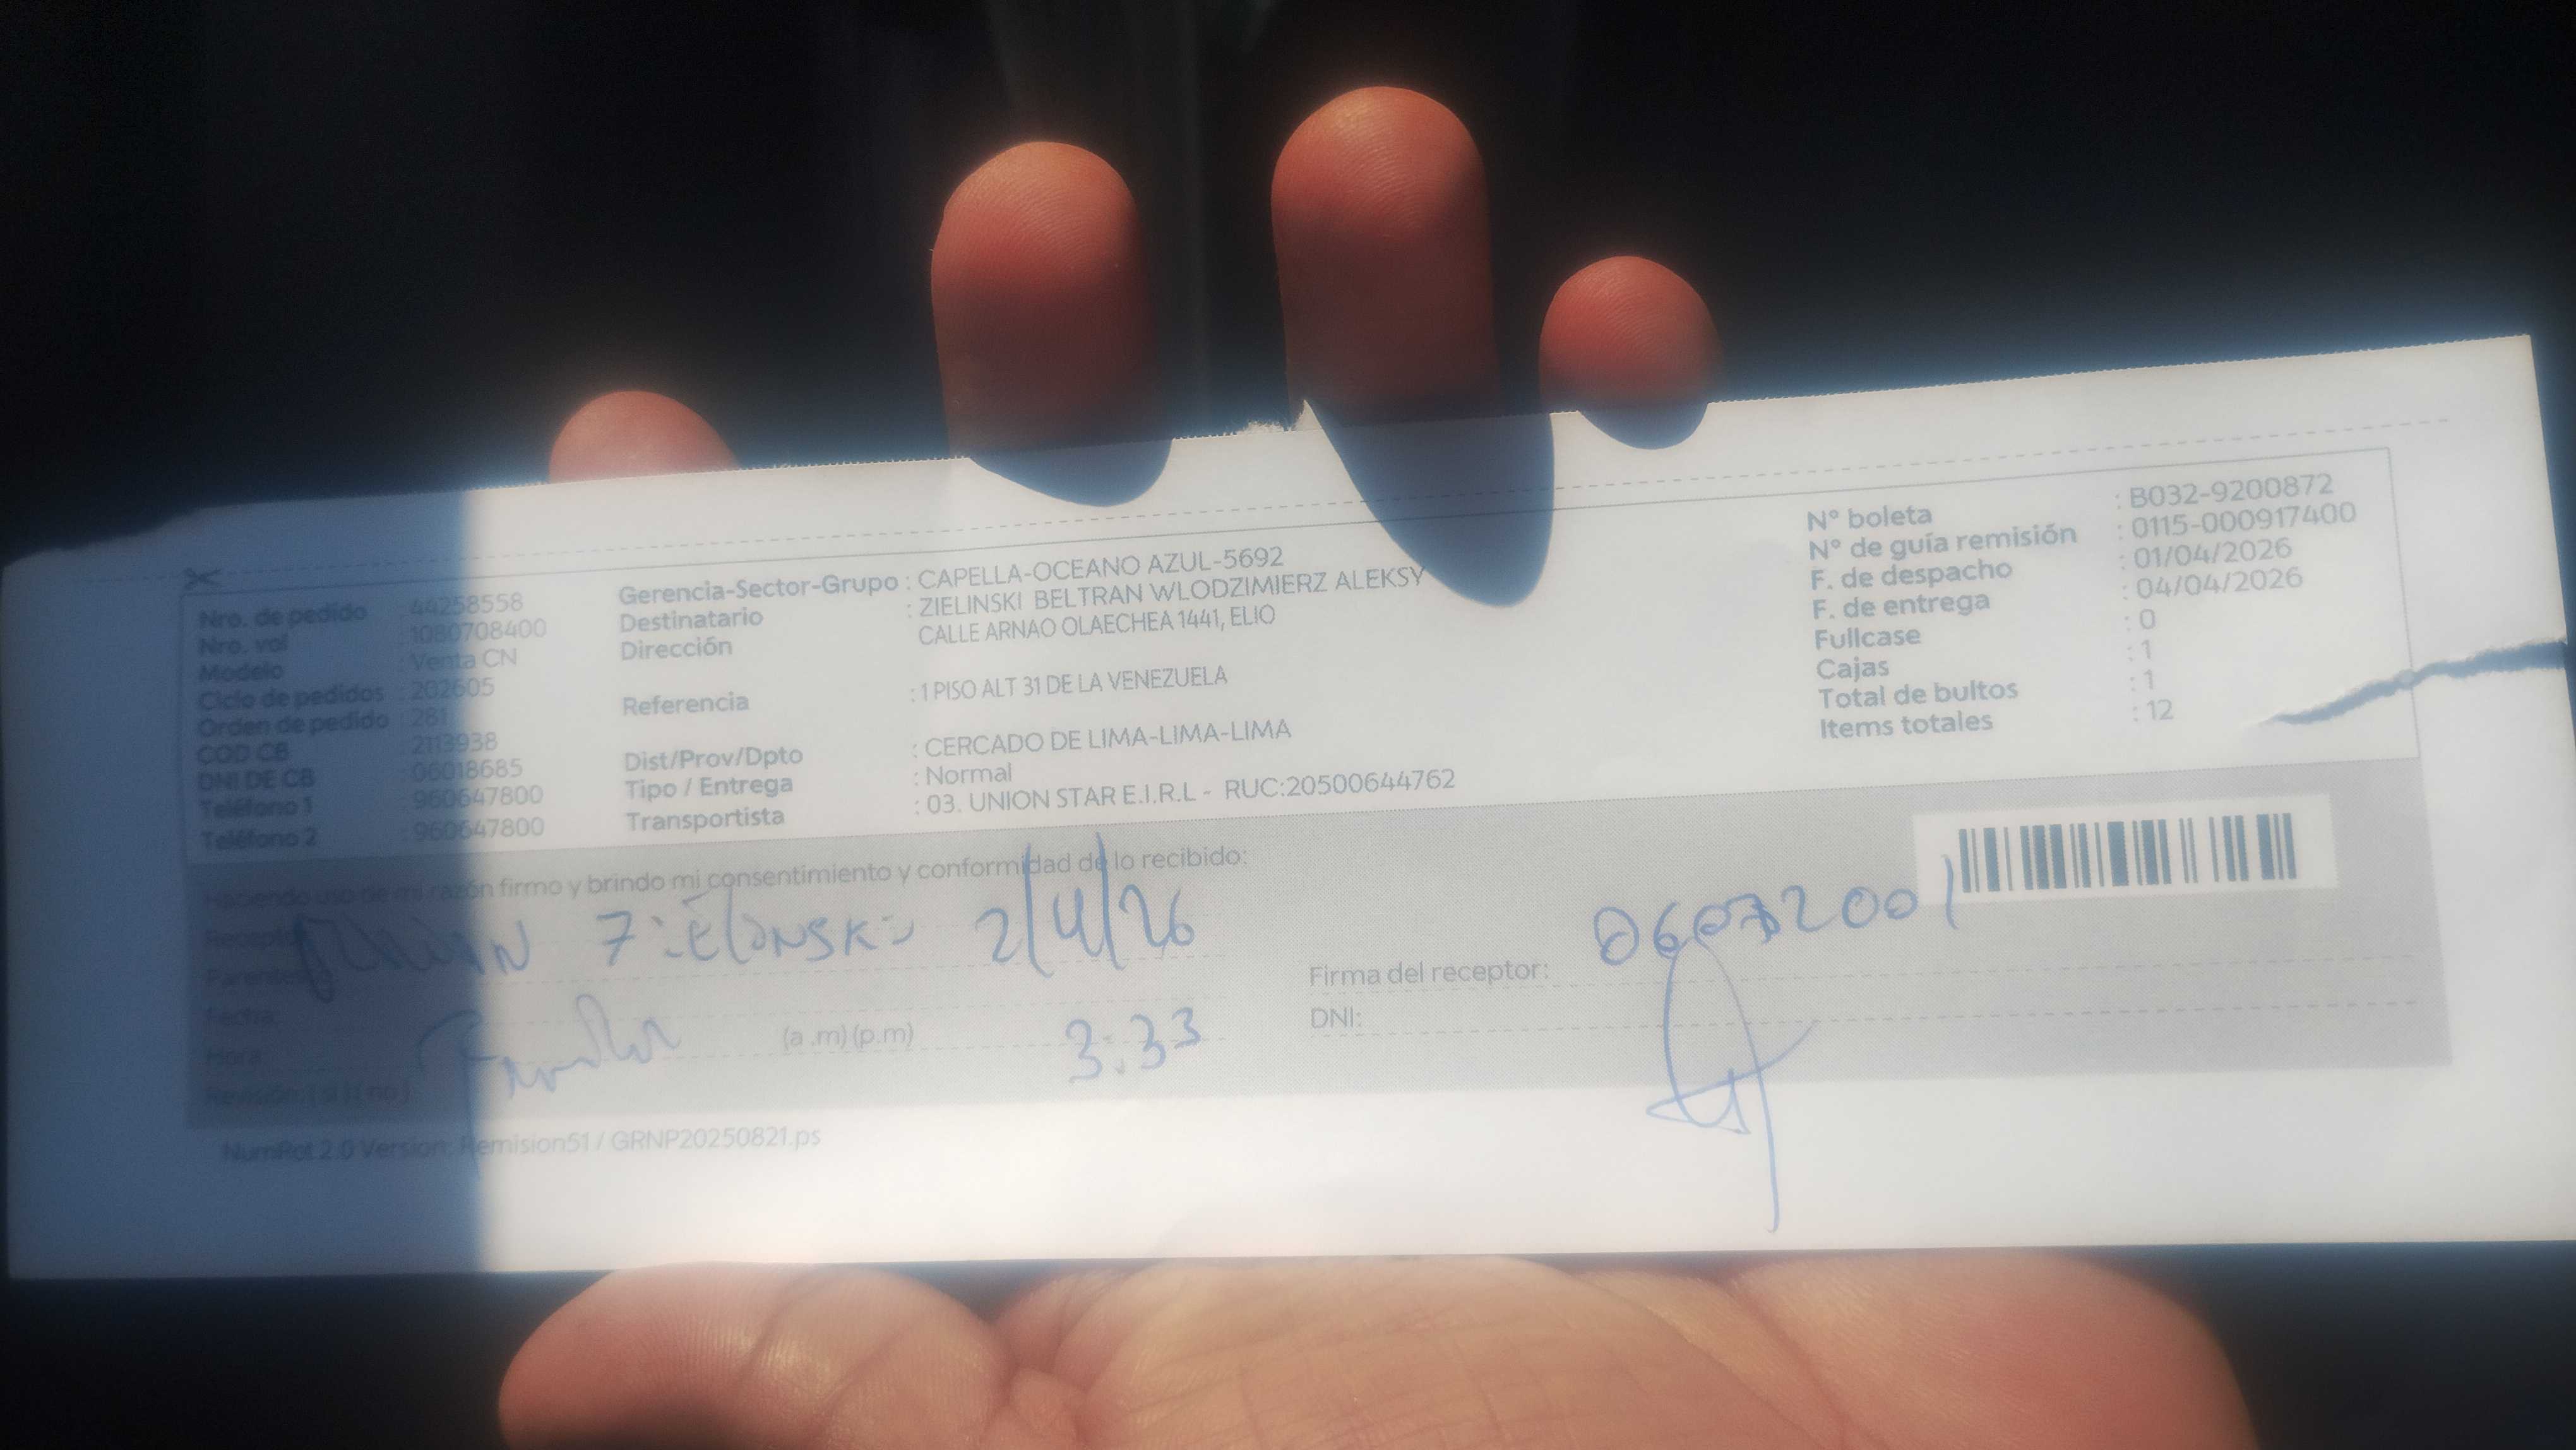 Nro. de pedido : 44258558
Nro. vol : 1080708400
Modelo : Venta CN
Ciclo de pedidos : 202605
Orden de pedido : 281
COD CB : 2113938
DNI DE CB : 06018685
Teléfono 1 : 960647800
Teléfono 2 : 960647800
Gerencia-Sector-Grupo : CAPELLA-OCEANO AZUL-5692
Destinatario : ZIELINSKI BELTRAN WLODZIMIERZ ALEKSY
Dirección CALLE ARNAO OLAECHEA 1441, ELIO
Referencia : 1 PISO ALT 31 DE LA VENEZUELA
Dist/Prov/Dpto : CERCADO DE LIMA-LIMA-LIMA
Tipo / Entrega : Normal
Transportista : 03. UNION STAR E.I.R.L - RUC:20500644762
N° boleta : B032-9200872
N° de guía remisión : 0115-000917400
F. de despacho : 01/04/2026
F. de entrega : 04/04/2026
Fullcase : 0
Cajas : 1
Total de bultos : 1
Items totales : 12
Haciendo uso de mi razón firmo y brindo mi consentimiento y conformidad de lo recibido:
2/4/26
Fecha:
Hora (a.m) (p.m) 3:33
Revisión: [ si ] [ no ]
Firma del receptor:
DNI:
NumRot 2.0 Version: Remision51 / GRNP20250821.ps